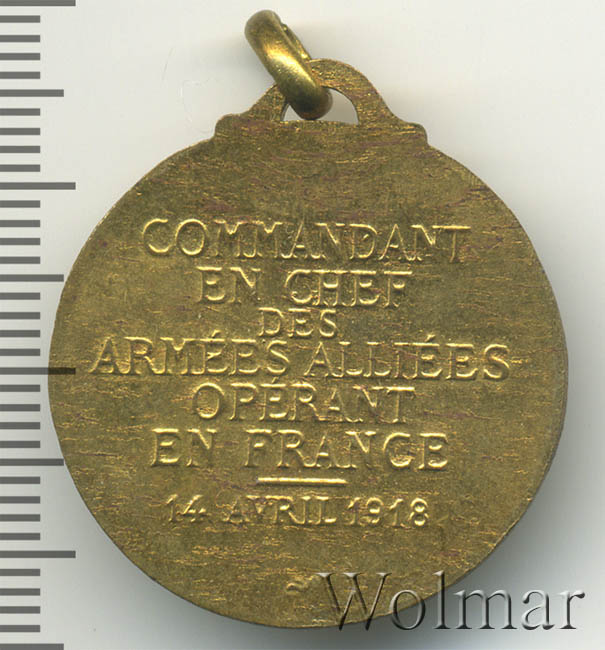 COMMANDANT
EN CHEF
DES
ARMÉES ALLIÉES
OPÉRANT
EN FRANCE
14 AVRIL 1918
Wolmar